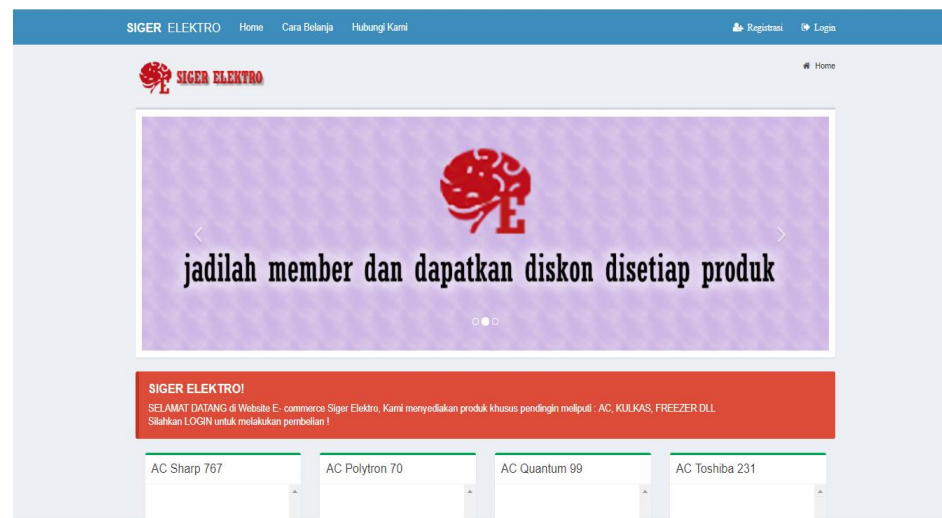 SIGER ELEKTRO Home Cara Belanja Hubungi Kami Registrasi Login
SIGER ELEKTRO
E
Home
E
jadilah member dan dapatkan diskon disetiap produk
SIGER ELEKTRO!
SELAMAT DATANG di Website E- commerce Siger Elektro, Kami menyediakan produk khusus pendingin meliputi : AC, KULKAS, FREEZER DLL
Silahkan LOGIN untuk melakukan pembelian !
AC Sharp 767 AC Polytron 70 AC Quantum 99 AC Toshiba 231